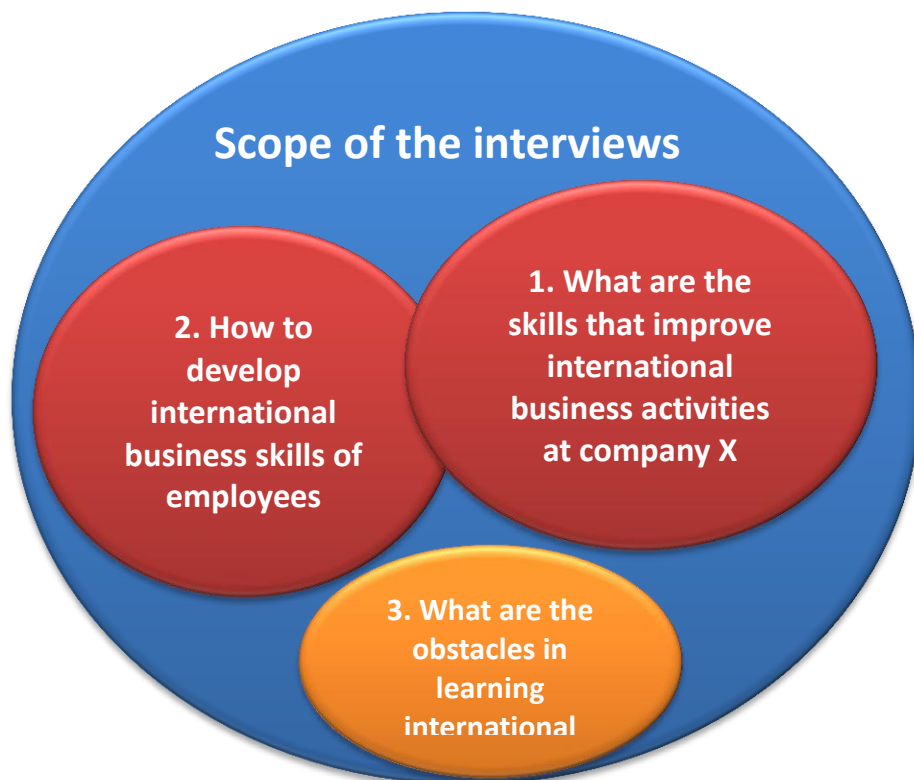 Scope of the interviews
1. What are the
skills that improve
international
business activities
at company X
2. How to
develop
international
business skills of
employees
3. What are the
obstacles in
learning
international